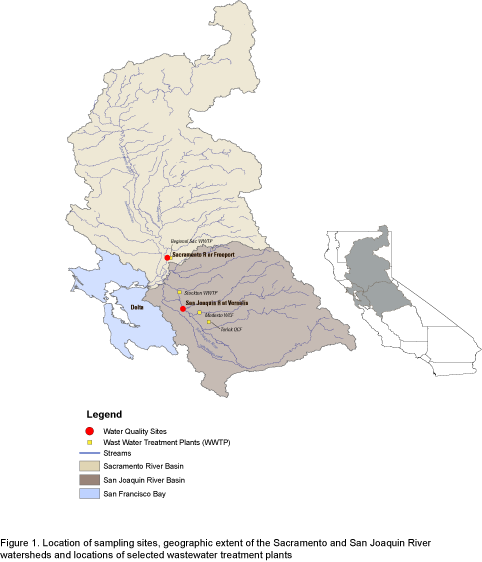 Regional Sac WWTP
Sacramento R nr Freeport
Stockton WWTP
San Joaquin R at Vernalis
Delta
Modesto WCF
Turlock WCF
Legend
Water Quality Sites
Wast Water Treatment Plants (WWTP)
Streams
Sacramento River Basin
San Joaquin River Basin
San Francisco Bay
Figure 1. Location of sampling sites, geographic extent of the Sacramento and San Joaquin River
watersheds and locations of selected wastewater treatment plants